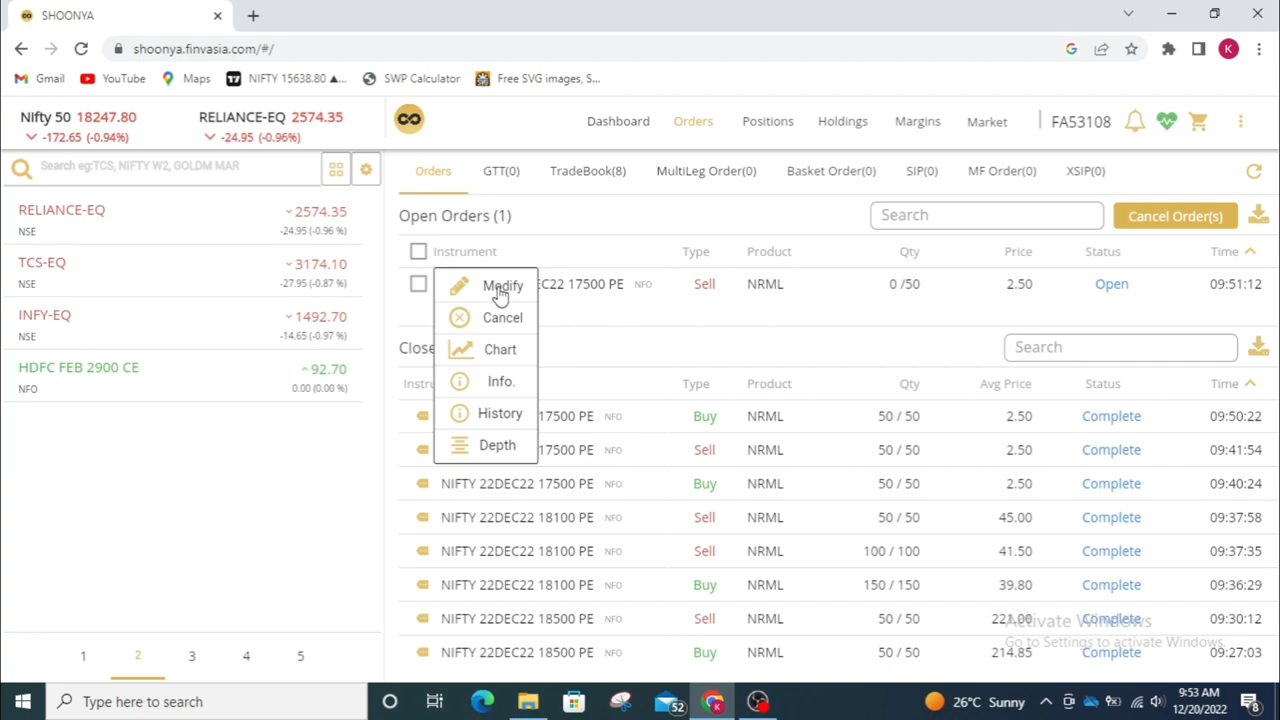 SHOONYA
shoonya.finvasia.com/#/
K
Gmail YouTube Maps NIFTY 15638.80 ▲... SWP Calculator Free SVG images, S...
NIfty 50 18247.80 RELIANCE-EQ 2574.35
-172.65 (-0.94%) -24.95 (-0.96%)
Dashboard Orders Positions Holdings Margins Market FA53108
Search eg:TCS, NIFTY W2, GOLDM MAR
Orders GTT(0) TradeBook(8) MultiLeg Order(0) Basket Order(0) SIP(0) MF Order(0) XSIP(0)
RELIANCE-EQ 2574.35
NSE -24.95 (-0.96 %)
TCS-EQ 3174.10
NSE -27.95 (-0.87 %)
INFY-EQ 1492.70
NSE -14.65 (-0.97 %)
HDFC FEB 2900 CE 92.70
NFO 0.00 (0.00 %)
1 2 3 4 5
Open Orders (1) Search Cancel Order(s)
Instrument Type Product Qty Price Status Time
EC22 17500 PE NFO Sell NRML 0 /50 2.50 Open 09:51:12
Modify
Cancel
Chart
Info.
History
Depth
Close Search
Instru Type Product Qty Avg Price Status Time
17500 PE NFO Buy NRML 50 / 50 2.50 Complete 09:50:22
17500 PE NFO Sell NRML 50 / 50 2.50 Complete 09:41:54
NIFTY 22DEC22 17500 PE NFO Buy NRML 50 / 50 2.50 Complete 09:40:24
NIFTY 22DEC22 18100 PE NFO Sell NRML 50 / 50 45.00 Complete 09:37:58
NIFTY 22DEC22 18100 PE NFO Sell NRML 100 / 100 41.50 Complete 09:37:35
NIFTY 22DEC22 18100 PE NFO Buy NRML 150 / 150 39.80 Complete 09:36:29
NIFTY 22DEC22 18500 PE NFO Sell NRML 50 / 50 221.00 Complete 09:30:12
NIFTY 22DEC22 18500 PE NFO Buy NRML 50 / 50 214.85 Complete 09:27:03
Activate Windows
Go to Settings to activate Windows.
Type here to search 52 K 26°C Sunny 9:53 AM
12/20/2022 8